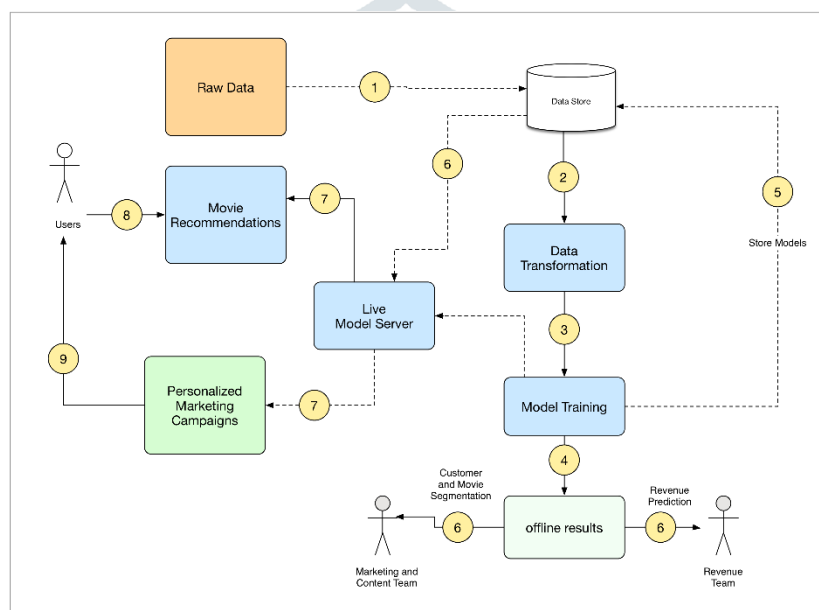 Raw Data
1
Data Store
6
2
5
Users
8
Movie
Recommendations
7
Data
Transformation
Store Models
Live
Model Server
3
9
Personalized
Marketing
Campaigns
7
Model Training
4
Customer
and Movie
Segmentation
Revenue
Prediction
6
offline results
6
Marketing and
Content Team
Revenue
Team